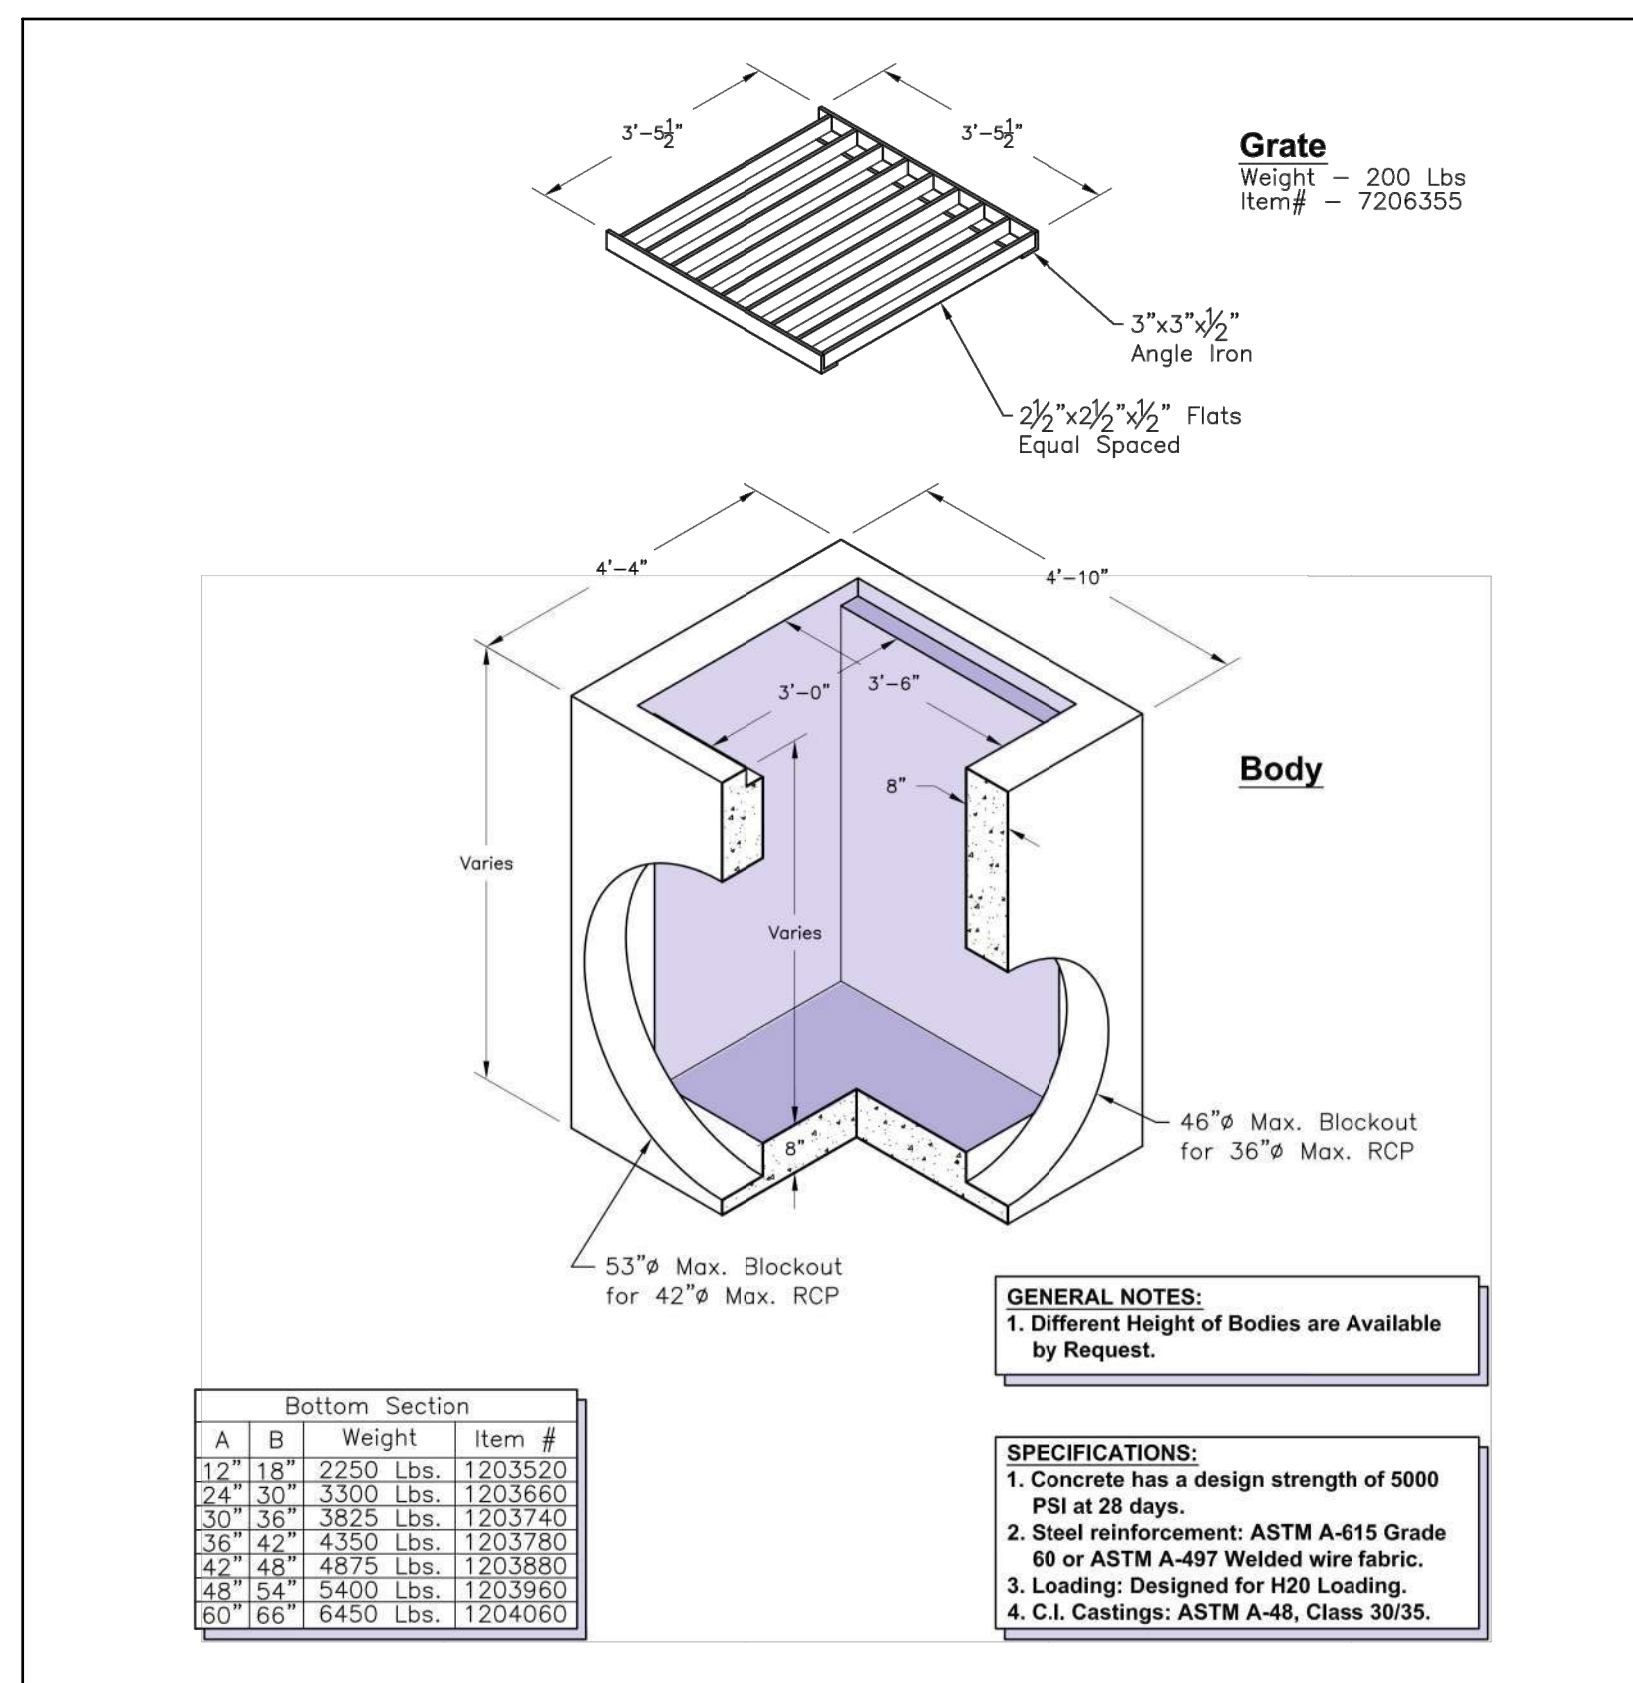 3'-5½"
3'-5½"
Grate
Weight - 200 Lbs
Item# - 7206355
3"x3"x½"
Angle Iron
2½"x2½"x½" Flats
Equal Spaced
4'-4"
4'-10"
3'-0"
3'-6"
8"
Body
Varies
Varies
8"
46"ø Max. Blockout
for 36"ø Max. RCP
53"ø Max. Blockout
for 42"ø Max. RCP
GENERAL NOTES:
1. Different Height of Bodies are Available
by Request.
Bottom Section
A B Weight Item #
12" 18" 2250 Lbs. 1203520
24" 30" 3300 Lbs. 1203660
30" 36" 3825 Lbs. 1203740
36" 42" 4350 Lbs. 1203780
42" 48" 4875 Lbs. 1203880
48" 54" 5400 Lbs. 1203960
60" 66" 6450 Lbs. 1204060
SPECIFICATIONS:
1. Concrete has a design strength of 5000
PSI at 28 days.
2. Steel reinforcement: ASTM A-615 Grade
60 or ASTM A-497 Welded wire fabric.
3. Loading: Designed for H20 Loading.
4. C.I. Castings: ASTM A-48, Class 30/35.